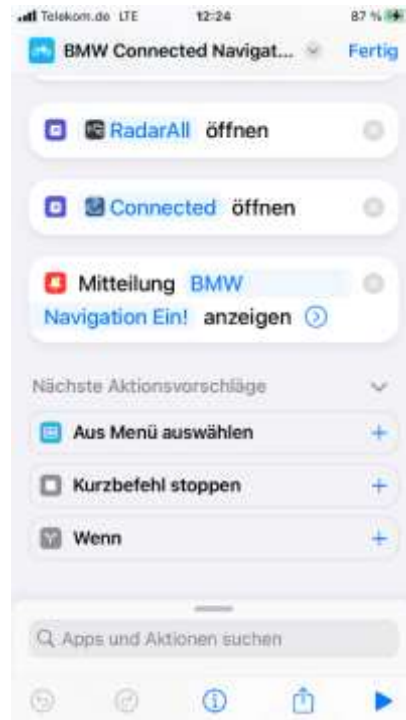 Telekom.de LTE 12:24 87 %
BMW Connected Navigat... Fertig
RadarAll öffnen
Connected öffnen
Mitteilung BMW
Navigation Ein! anzeigen
Nächste Aktionsvorschläge
Aus Menü auswählen
Kurzbefehl stoppen
Wenn
Apps und Aktionen suchen